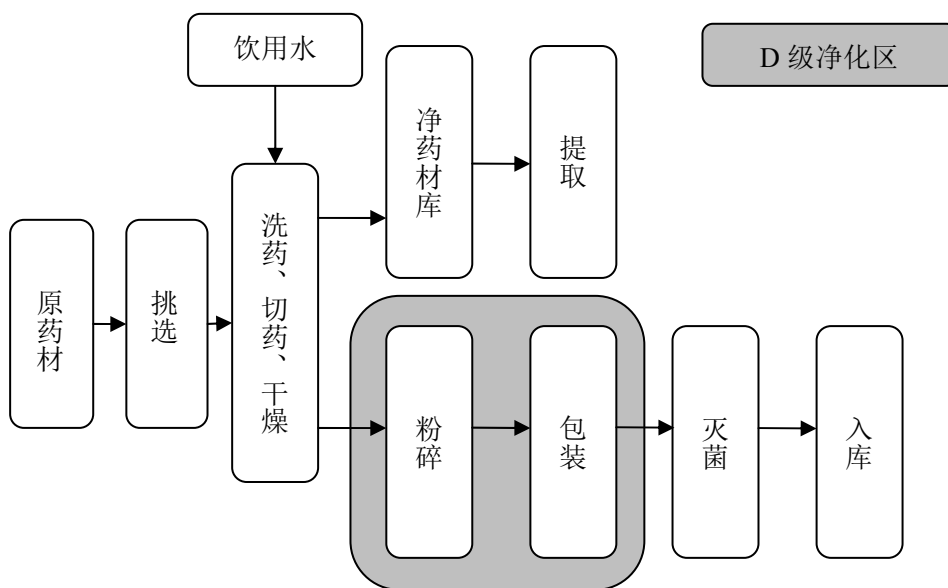 饮用水
D 级净化区
净药材库
提取
洗药、切药、干燥
原药材
挑选
粉碎
包装
灭菌
入库